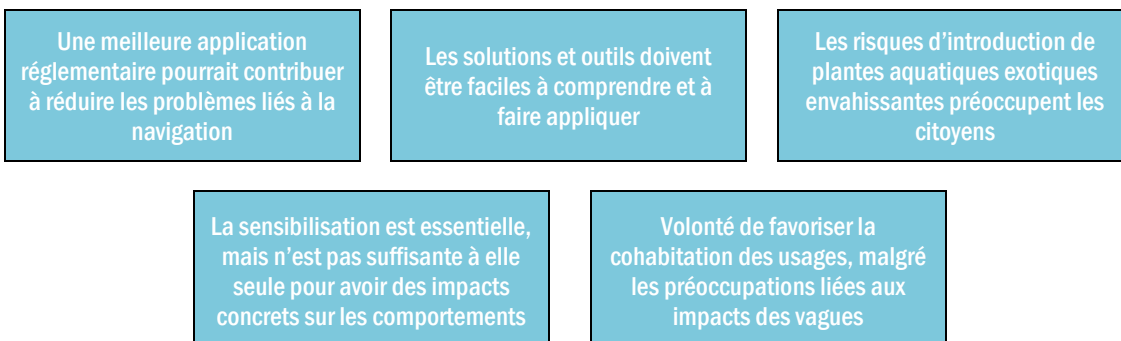 Une meilleure application
réglementaire pourrait contribuer
à réduire les problèmes liés à la
navigation
Les solutions et outils doivent
être faciles à comprendre et à
faire appliquer
Les risques d’introduction de
plantes aquatiques exotiques
envahissantes préoccupent les
citoyens
La sensibilisation est essentielle,
mais n’est pas suffisante à elle
seule pour avoir des impacts
concrets sur les comportements
Volonté de favoriser la
cohabitation des usages, malgré
les préoccupations liées aux
impacts des vagues